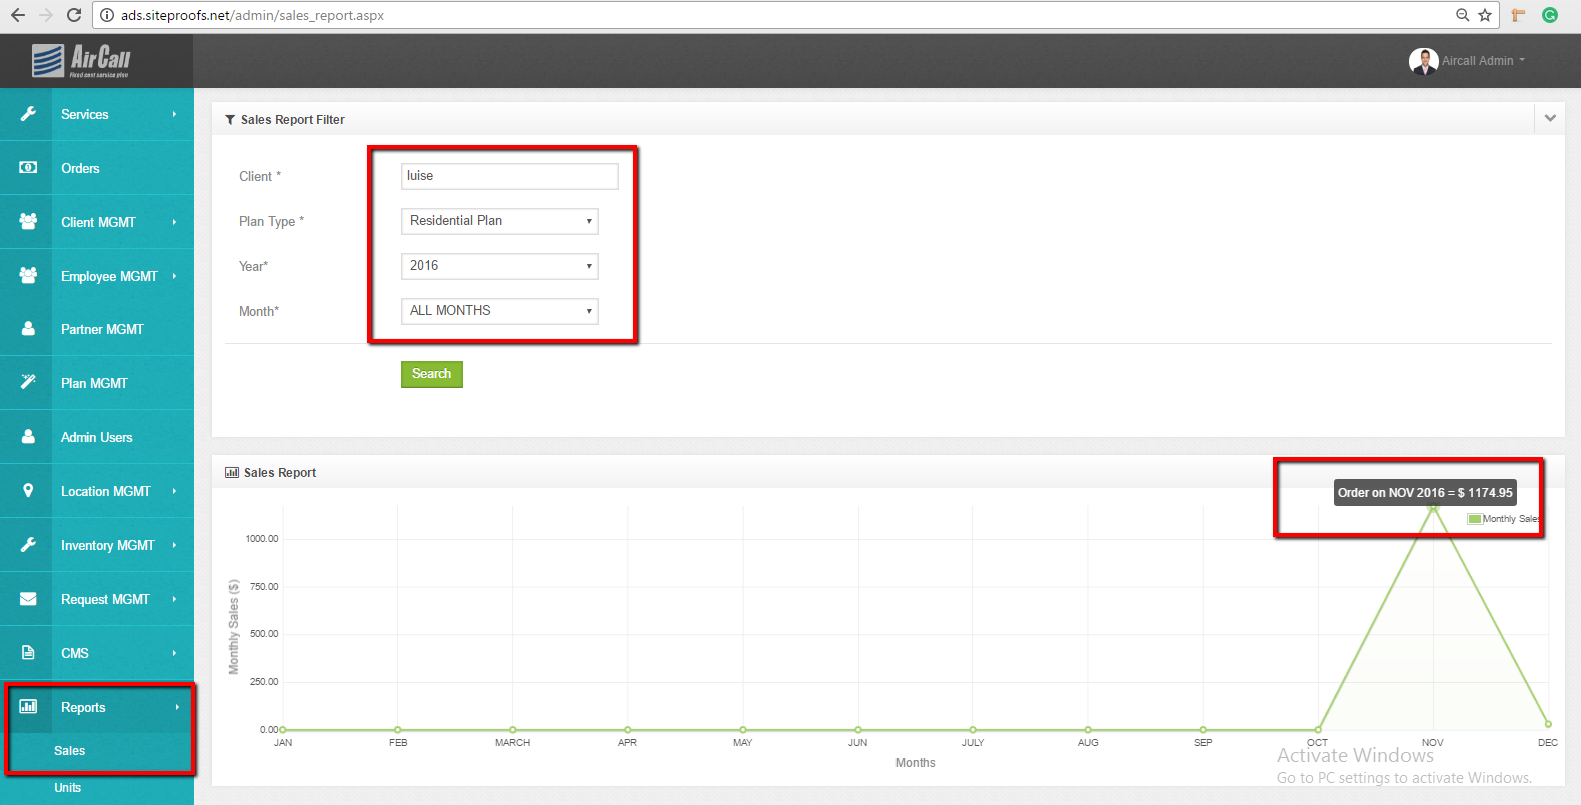 ads.siteproofs.net/admin/sales_report.aspx
AirCall
Fixed cost service plan
Aircall Admin
Services
Orders
Client MGMT
Employee MGMT
Partner MGMT
Plan MGMT
Admin Users
Location MGMT
Inventory MGMT
Request MGMT
CMS
Reports
Sales
Units
Sales Report Filter
Client *
luise
Plan Type *
Residential Plan
Year*
2016
Month*
ALL MONTHS
Search
Sales Report
Order on NOV 2016 = $ 1174.95
Monthly Sales
Monthly Sales ($)
1000.00
750.00
500.00
250.00
0.00
JAN FEB MARCH APR MAY JUN JULY AUG SEP OCT NOV DEC
Months
Activate Windows
Go to PC settings to activate Windows.